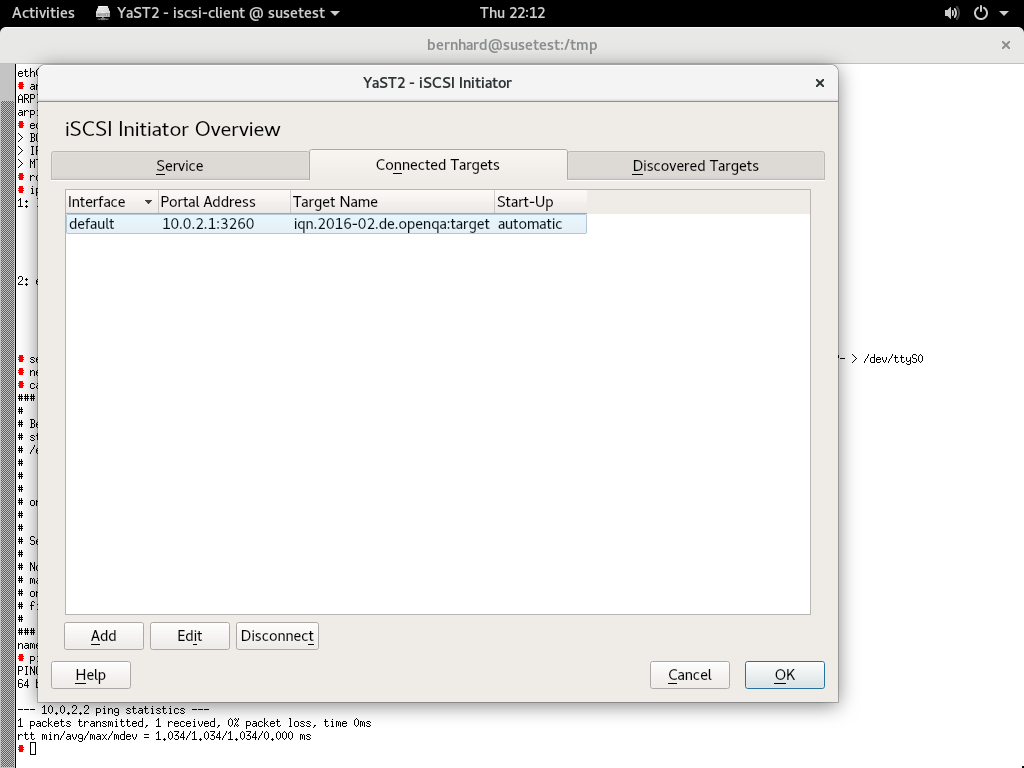 Activities YaST2 - iscsi-client @ susetest Thu 22:12
bernhard@susetest:/tmp
YaST2 - iSCSI Initiator
iSCSI Initiator Overview
Service Connected Targets Discovered Targets
Interface Portal Address Target Name Start-Up
default 10.0.2.1:3260 iqn.2016-02.de.openqa:target automatic
1:
2:
- > /dev/ttyS0
###
#
#
#
#
#
#
#
#
#
###
Add Edit Disconnect
Help Cancel OK
64
--- 10.0.2.2 ping statistics ---
1 packets transmitted, 1 received, 0% packet loss, time 0ms
rtt min/avg/max/mdev = 1.034/1.034/1.034/0.000 ms